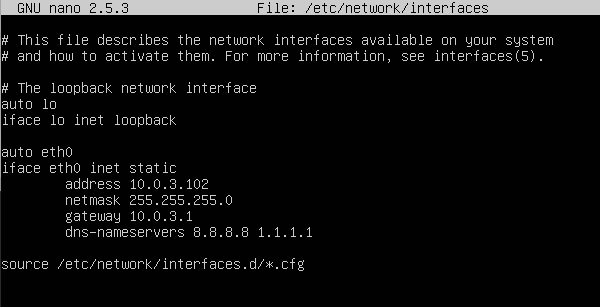 GNU nano 2.5.3 File: /etc/network/interfaces
# This file describes the network interfaces available on your system
# and how to activate them. For more information, see interfaces(5).
# The loopback network interface
auto lo
iface lo inet loopback
auto eth0
iface eth0 inet static
address 10.0.3.102
netmask 255.255.255.0
gateway 10.0.3.1
dns-nameservers 8.8.8.8 1.1.1.1
source /etc/network/interfaces.d/*.cfg